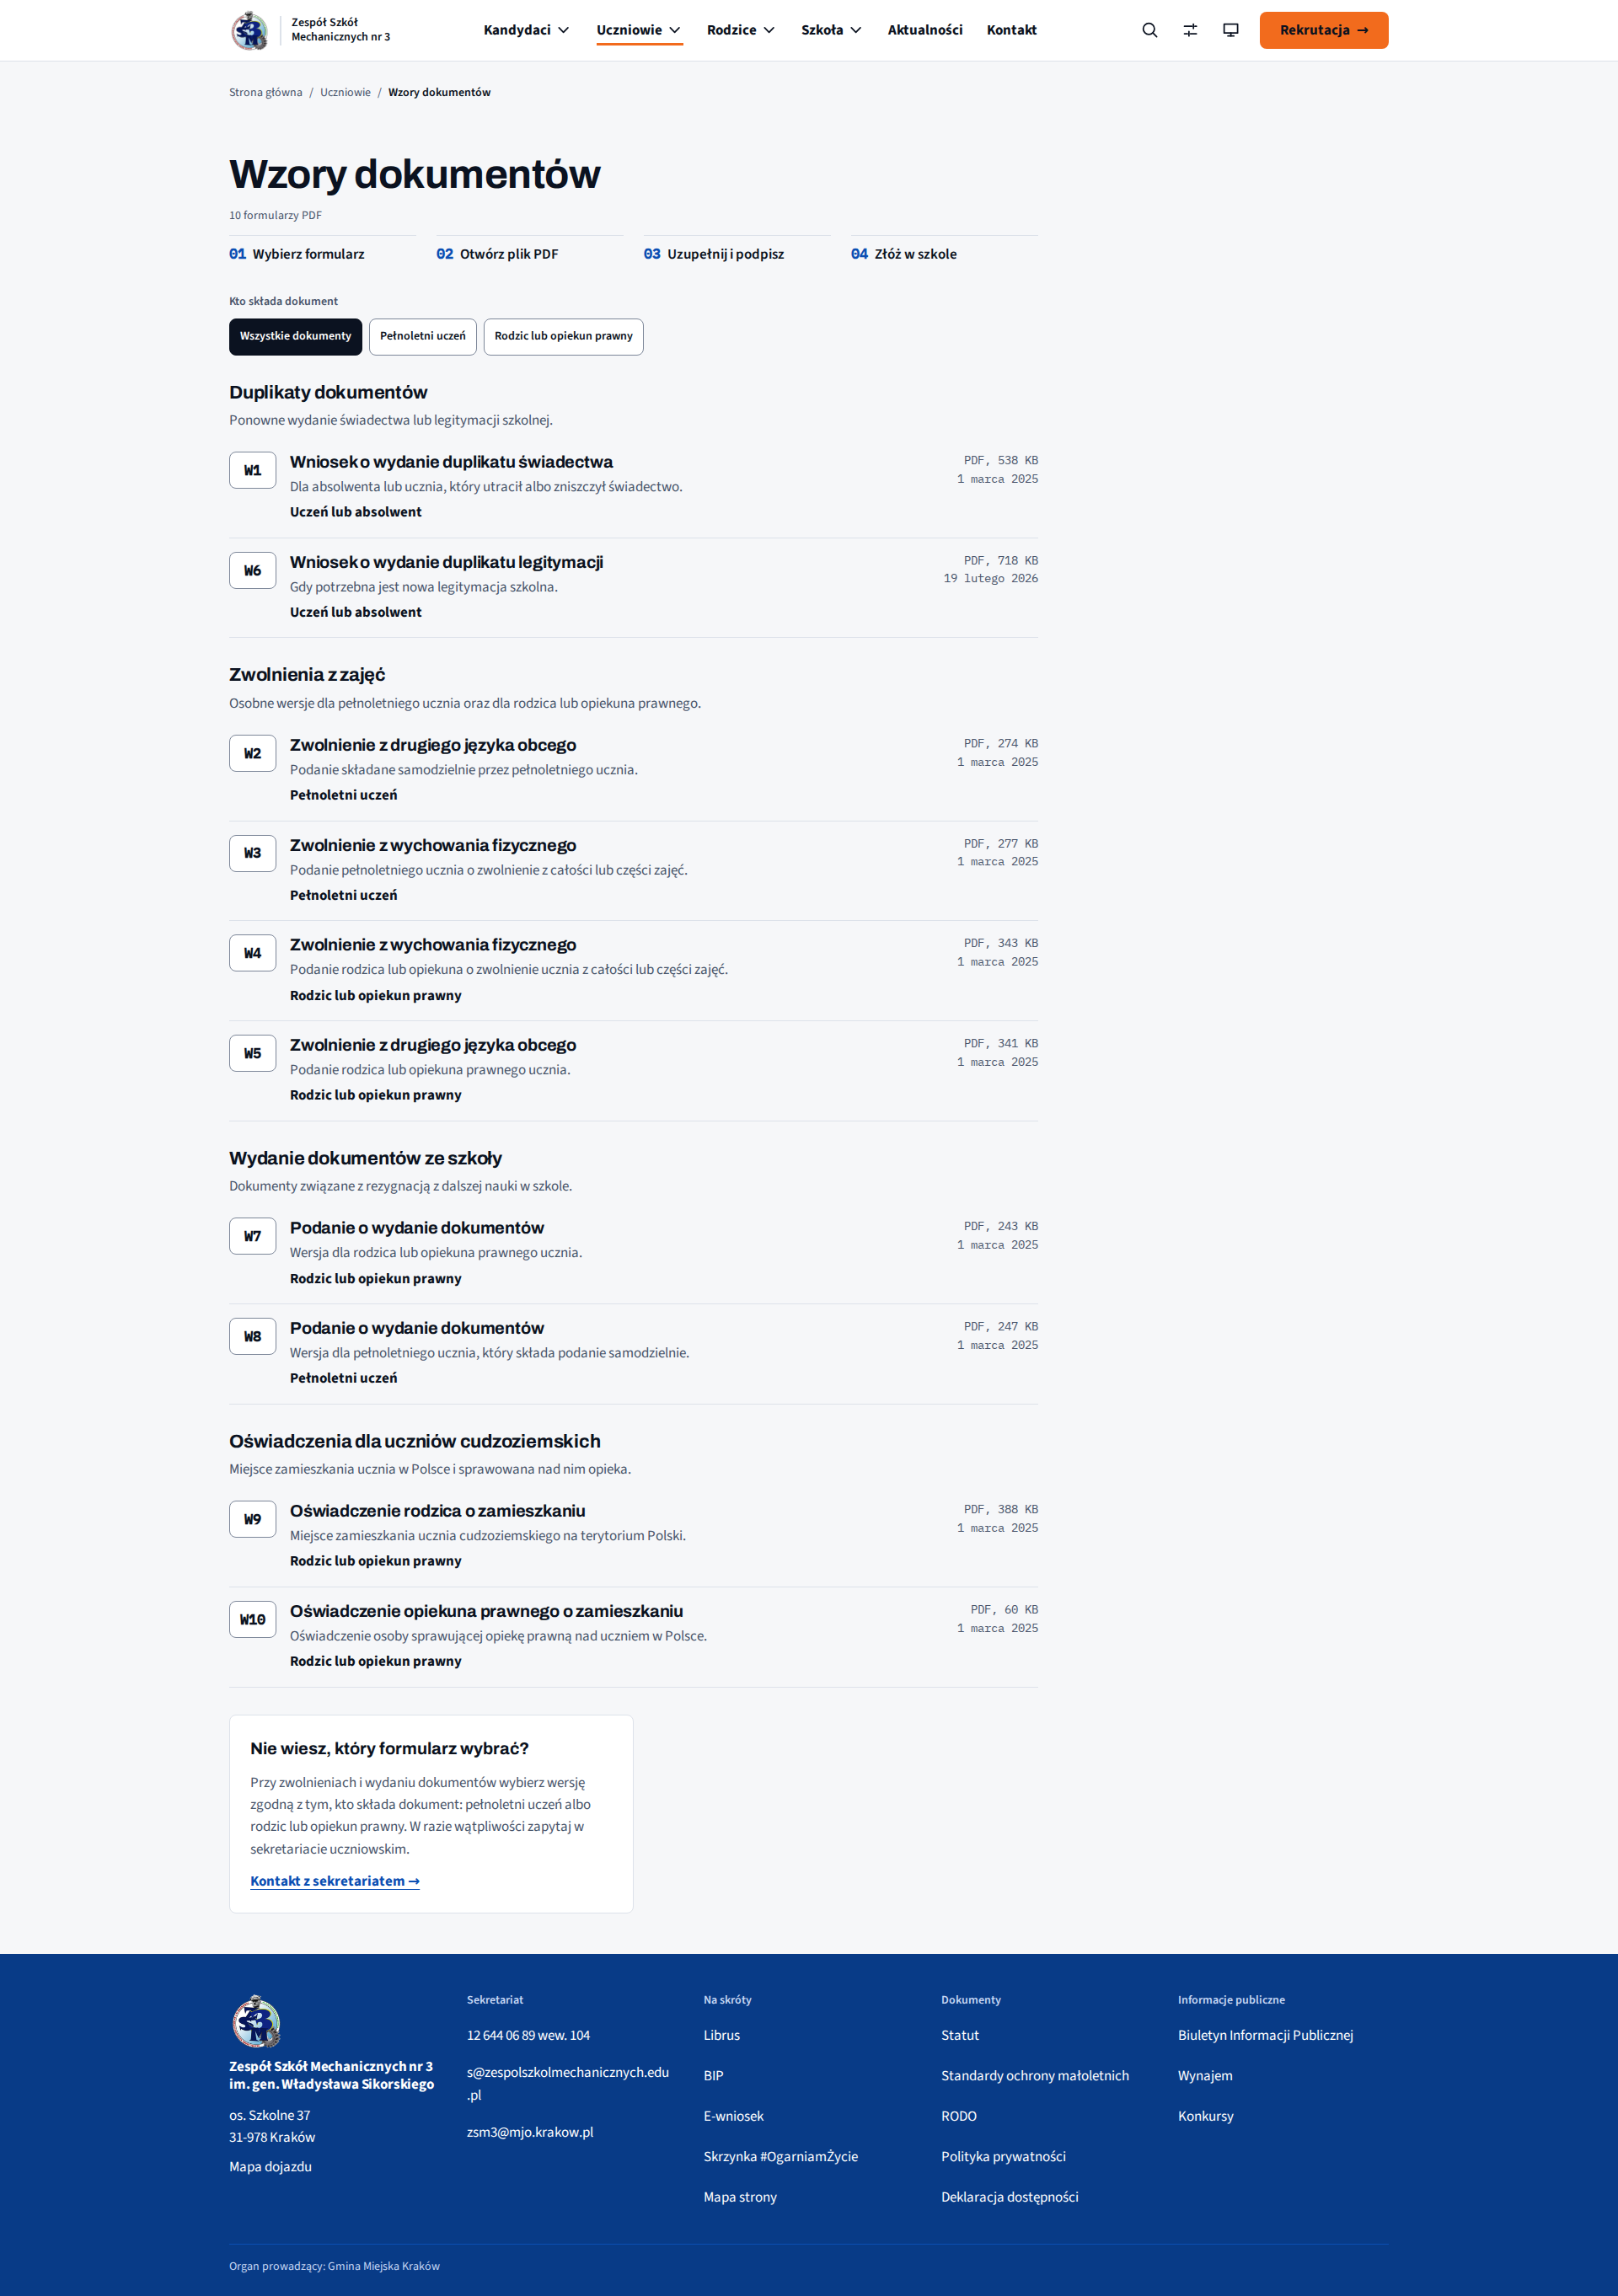 Zespół Szkół
Mechanicznych nr 3
Kandydaci
Uczniowie
Rodzice
Szkoła
Aktualności
Kontakt
Rekrutacja →
Strona główna / Uczniowie / Wzory dokumentów
Wzory dokumentów
10 formularzy PDF
01 Wybierz formularz
02 Otwórz plik PDF
03 Uzupełnij i podpisz
04 Złóż w szkole
Kto składa dokument
Wszystkie dokumenty
Pełnoletni uczeń
Rodzic lub opiekun prawny
Duplikaty dokumentów
Ponowne wydanie świadectwa lub legitymacji szkolnej.
W1
Wniosek o wydanie duplikatu świadectwa
Dla absolwenta lub ucznia, który utracił albo zniszczył świadectwo.
Uczeń lub absolwent
PDF, 538 KB
1 marca 2025
W6
Wniosek o wydanie duplikatu legitymacji
Gdy potrzebna jest nowa legitymacja szkolna.
Uczeń lub absolwent
PDF, 718 KB
19 lutego 2026
Zwolnienia z zajęć
Osobne wersje dla pełnoletniego ucznia oraz dla rodzica lub opiekuna prawnego.
W2
Zwolnienie z drugiego języka obcego
Podanie składane samodzielnie przez pełnoletniego ucznia.
Pełnoletni uczeń
PDF, 274 KB
1 marca 2025
W3
Zwolnienie z wychowania fizycznego
Podanie pełnoletniego ucznia o zwolnienie z całości lub części zajęć.
Pełnoletni uczeń
PDF, 277 KB
1 marca 2025
W4
Zwolnienie z wychowania fizycznego
Podanie rodzica lub opiekuna o zwolnienie ucznia z całości lub części zajęć.
Rodzic lub opiekun prawny
PDF, 343 KB
1 marca 2025
W5
Zwolnienie z drugiego języka obcego
Podanie rodzica lub opiekuna prawnego ucznia.
Rodzic lub opiekun prawny
PDF, 341 KB
1 marca 2025
Wydanie dokumentów ze szkoły
Dokumenty związane z rezygnacją z dalszej nauki w szkole.
W7
Podanie o wydanie dokumentów
Wersja dla rodzica lub opiekuna prawnego ucznia.
Rodzic lub opiekun prawny
PDF, 243 KB
1 marca 2025
W8
Podanie o wydanie dokumentów
Wersja dla pełnoletniego ucznia, który składa podanie samodzielnie.
Pełnoletni uczeń
PDF, 247 KB
1 marca 2025
Oświadczenia dla uczniów cudzoziemskich
Miejsce zamieszkania ucznia w Polsce i sprawowana nad nim opieka.
W9
Oświadczenie rodzica o zamieszkaniu
Miejsce zamieszkania ucznia cudzoziemskiego na terytorium Polski.
Rodzic lub opiekun prawny
PDF, 388 KB
1 marca 2025
W10
Oświadczenie opiekuna prawnego o zamieszkaniu
Oświadczenie osoby sprawującej opiekę prawną nad uczniem w Polsce.
Rodzic lub opiekun prawny
PDF, 60 KB
1 marca 2025
Nie wiesz, który formularz wybrać?
Przy zwolnieniach i wydaniu dokumentów wybierz wersję
zgodną z tym, kto składa dokument: pełnoletni uczeń albo
rodzic lub opiekun prawny. W razie wątpliwości zapytaj w
sekretariacie uczniowskim.
Kontakt z sekretariatem →
Zespół Szkół Mechanicznych nr 3
im. gen. Władysława Sikorskiego
os. Szkolne 37
31-978 Kraków
Mapa dojazdu
Sekretariat
12 644 06 89 wew. 104
s@zespolszkolmechanicznych.edu
.pl
zsm3@mjo.krakow.pl
Na skróty
Librus
BIP
E-wniosek
Skrzynka #OgarniamŻycie
Mapa strony
Dokumenty
Statut
Standardy ochrony małoletnich
RODO
Polityka prywatności
Deklaracja dostępności
Informacje publiczne
Biuletyn Informacji Publicznej
Wynajem
Konkursy
Organ prowadzący: Gmina Miejska Kraków